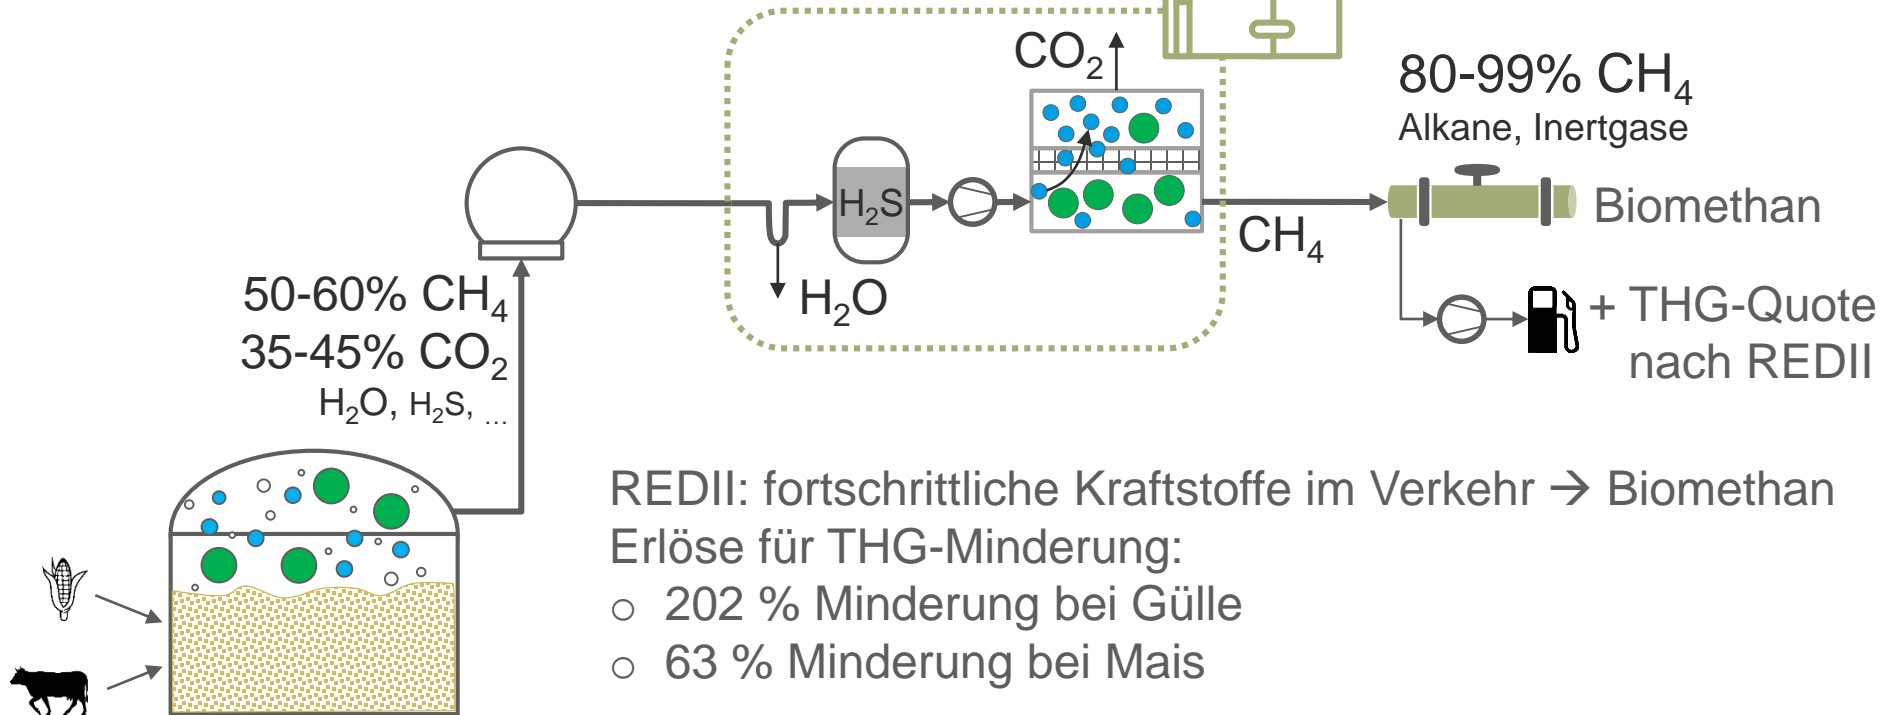 CO₂
80-99% CH₄
Alkane, Inertgase
H₂S
Biomethan
CH₄
H₂O
50-60% CH₄
35-45% CO₂
H₂O, H₂S, ...
+ THG-Quote
nach REDII
REDII: fortschrittliche Kraftstoffe im Verkehr → Biomethan
Erlöse für THG-Minderung:
○ 202 % Minderung bei Gülle
○ 63 % Minderung bei Mais